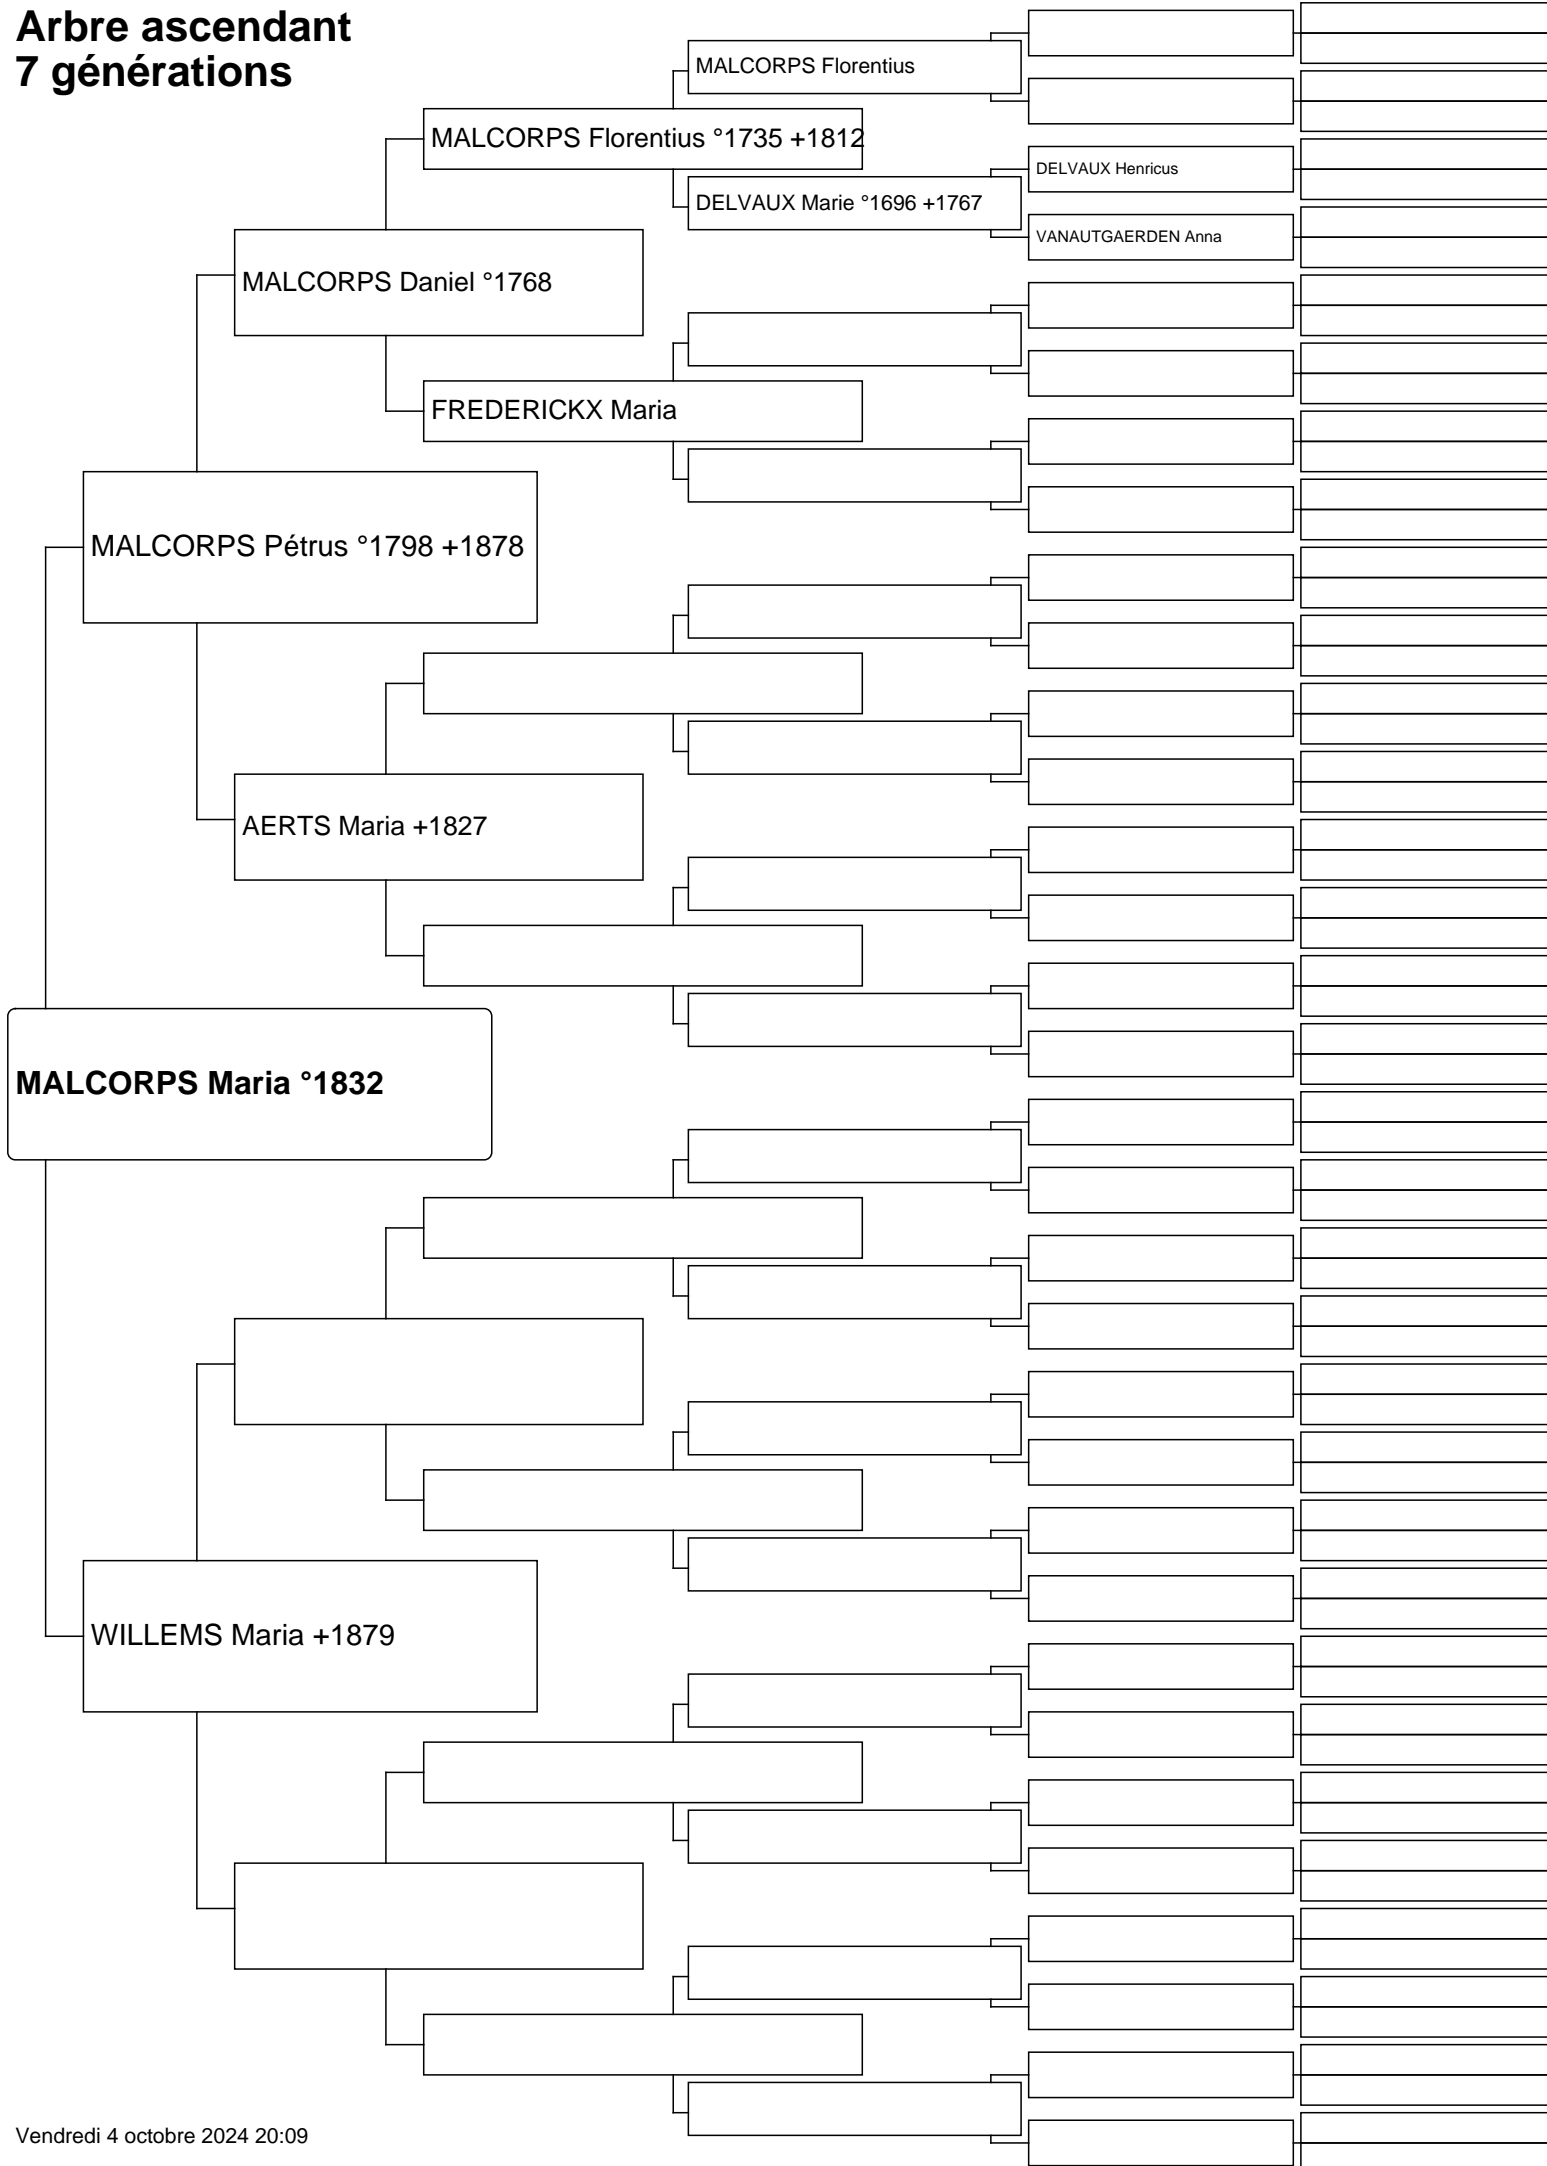 Arbre ascendant
7 générations
MALCORPS Florentius
MALCORPS Florentius °1735 +1812
DELVAUX Henricus
DELVAUX Marie °1696 +1767
VANAUTGAERDEN Anna
MALCORPS Daniel °1768
FREDERICKX Maria
MALCORPS Pétrus °1798 +1878
AERTS Maria +1827
MALCORPS Maria °1832
WILLEMS Maria +1879
Vendredi 4 octobre 2024 20:09